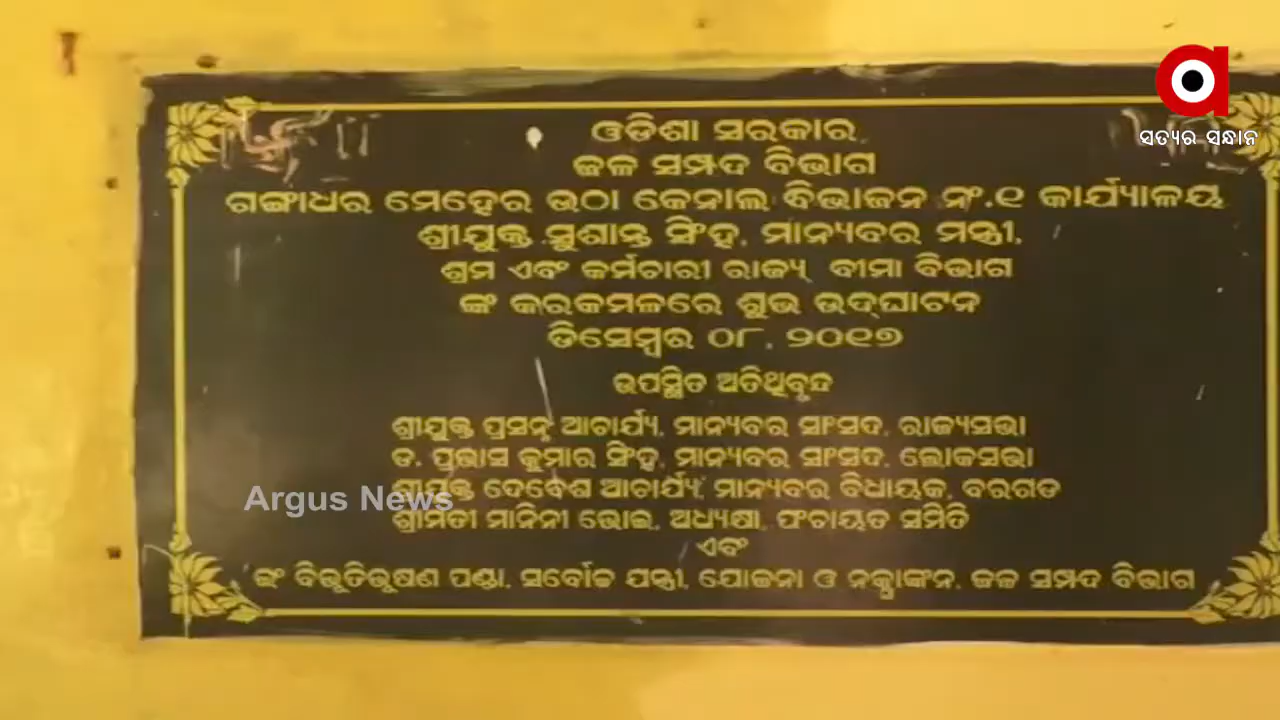 ସତ୍ୟର ସନ୍ଧାନ
ଓଡିଶା ସରକାର
ଜଳ ସମ୍ପଦ ବିଭାଗ
ଗଙ୍ଗାଧର ମେହେର ଉଠା କେନାଲ ବିଭାଜନ ନଂ.୧ କାର୍ଯ୍ୟାଳୟ
ଶ୍ରୀଯୁକ୍ତ ସୁଶାନ୍ତ ସିଂହ, ମାନ୍ୟବର ମନ୍ତ୍ରୀ,
ଶ୍ରମ ଏବଂ କର୍ମଚାରୀ ରାଜ୍ୟ ବୀମା ବିଭାଗ
ଙ୍କ କରକମଳରେ ଶୁଭ ଉଦ୍‌ଘାଟନ
ଡିସେମ୍ବର ୦୮, ୨୦୧୭
ଉପସ୍ଥିତ ଅତିଥିବୃନ୍ଦ
ଶ୍ରୀଯୁକ୍ତ ପ୍ରସନ୍ନ ଆଚାର୍ଯ୍ୟ, ମାନ୍ୟବର ସାଂସଦ, ରାଜ୍ୟସଭା
ଡ. ପ୍ରଭାସ କୁମାର ସିଂହ, ମାନ୍ୟବର ସାଂସଦ, ଲୋକସଭା
ଶ୍ରୀଯୁକ୍ତ ଦେବେଶ ଆଚାର୍ଯ୍ୟ, ମାନ୍ୟବର ବିଧାୟକ, ବରଗଡ
ଶ୍ରୀମତୀ ମାନିନୀ ଭୋଇ, ଅଧ୍ୟକ୍ଷା, ପଂଚାୟତ ସମିତି
ଏବଂ
ଇଂ ବିଭୂତିଭୂଷଣ ପଣ୍ଡା, ସର୍ବୋଚ୍ଚ ଯନ୍ତ୍ରୀ, ଯୋଜନା ଓ ନକ୍ସାଙ୍କନ, ଜଳ ସମ୍ପଦ ବିଭାଗ
Argus News